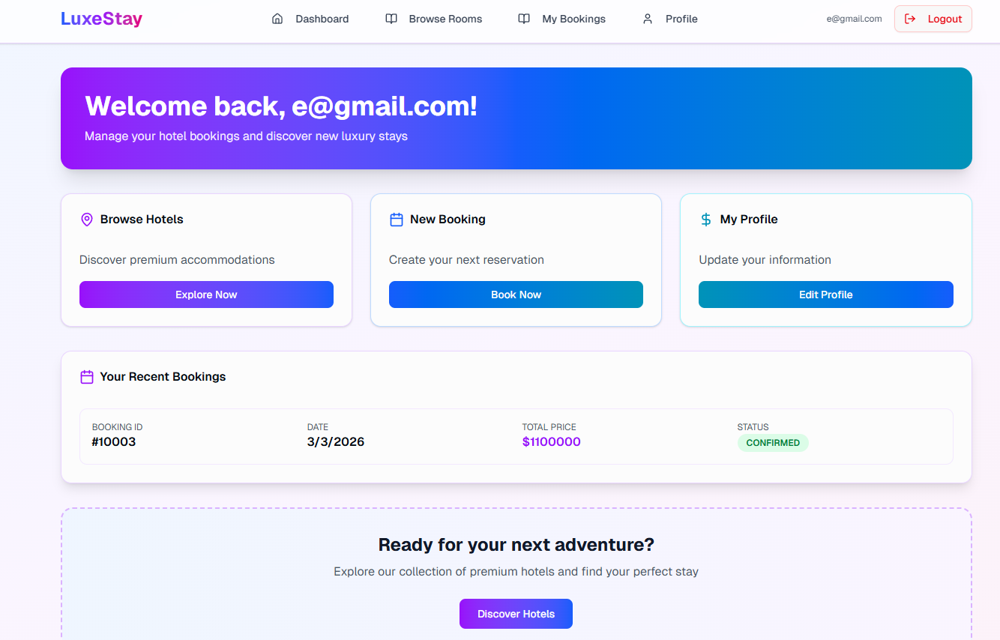 LuxeStay
Dashboard
Browse Rooms
My Bookings
Profile
e@gmail.com
Logout
Welcome back, e@gmail.com!
Manage your hotel bookings and discover new luxury stays
Browse Hotels
Discover premium accommodations
Explore Now
New Booking
Create your next reservation
Book Now
My Profile
Update your information
Edit Profile
Your Recent Bookings
BOOKING ID
#10003
DATE
3/3/2026
TOTAL PRICE
$1100000
STATUS
CONFIRMED
Ready for your next adventure?
Explore our collection of premium hotels and find your perfect stay
Discover Hotels